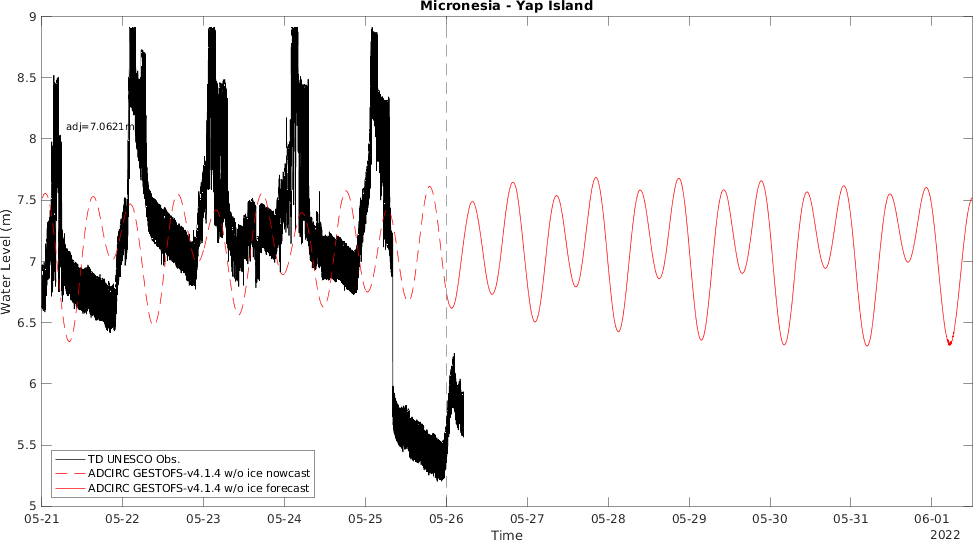 Micronesia - Yap Island
9
8.5
8
7.5
7
6.5
6
5.5
5
Water Level (m)
adj=7.0621m
TD UNESCO Obs.
ADCIRC GESTOFS-v4.1.4 w/o ice nowcast
ADCIRC GESTOFS-v4.1.4 w/o ice forecast
05-21 05-22 05-23 05-24 05-25 05-26 05-27 05-28 05-29 05-30 05-31 06-01
2022
Time